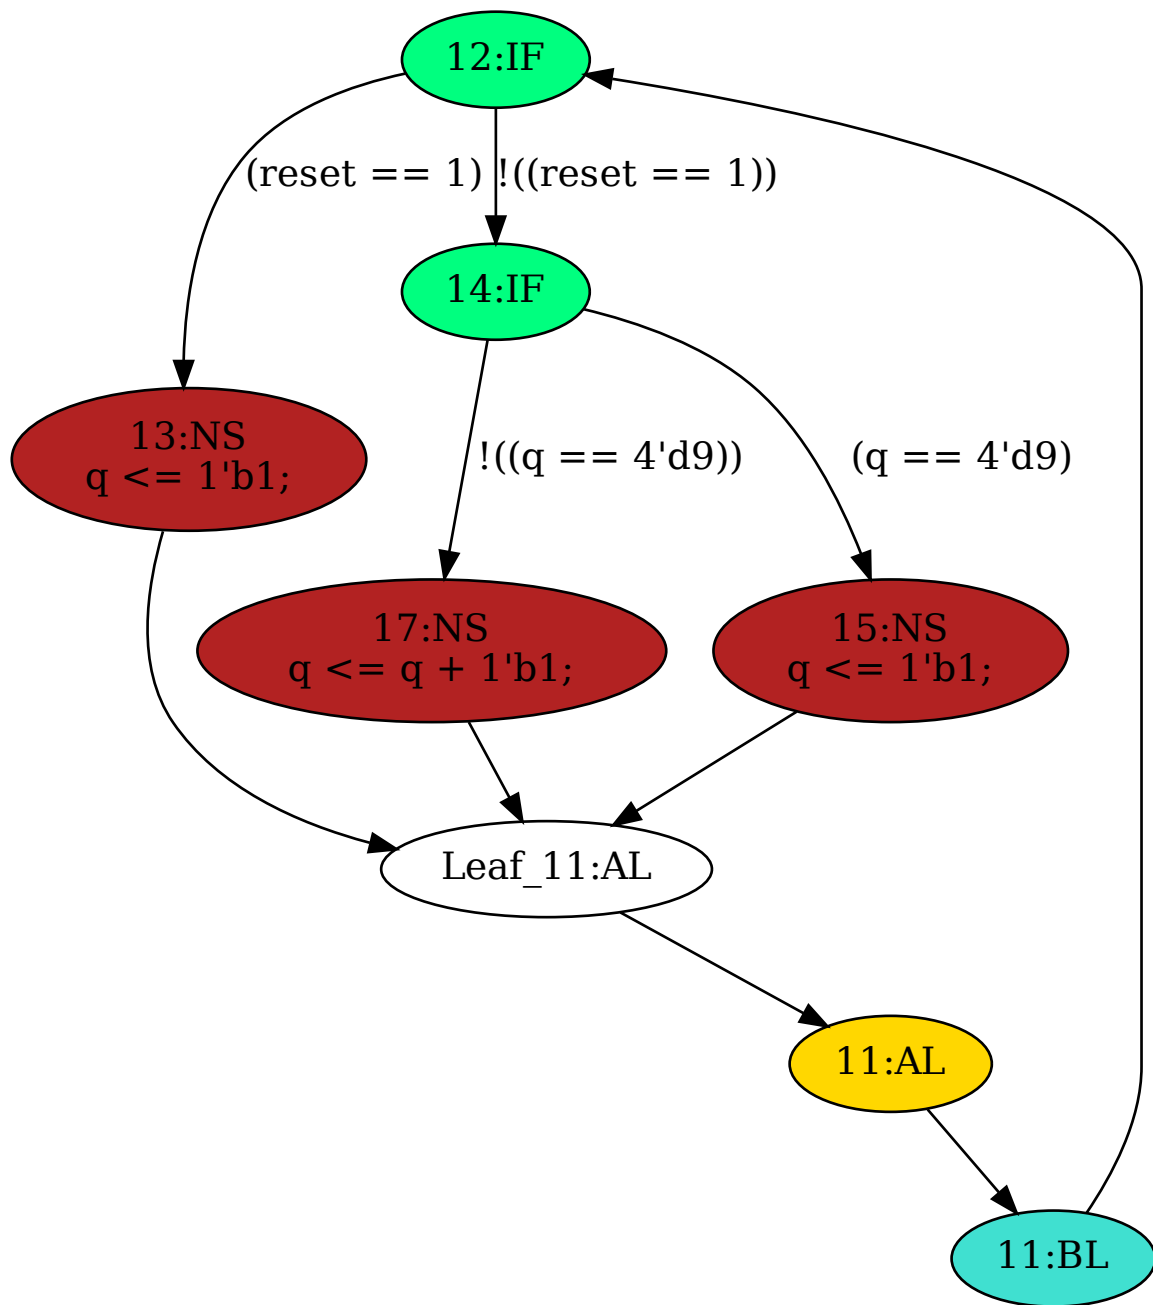 12:IF
(reset == 1)
!((reset == 1))
14:IF
13:NS
q <= 1'b1;
!((q == 4'd9))
(q == 4'd9)
17:NS
q <= q + 1'b1;
15:NS
q <= 1'b1;
Leaf_11:AL
11:AL
11:BL